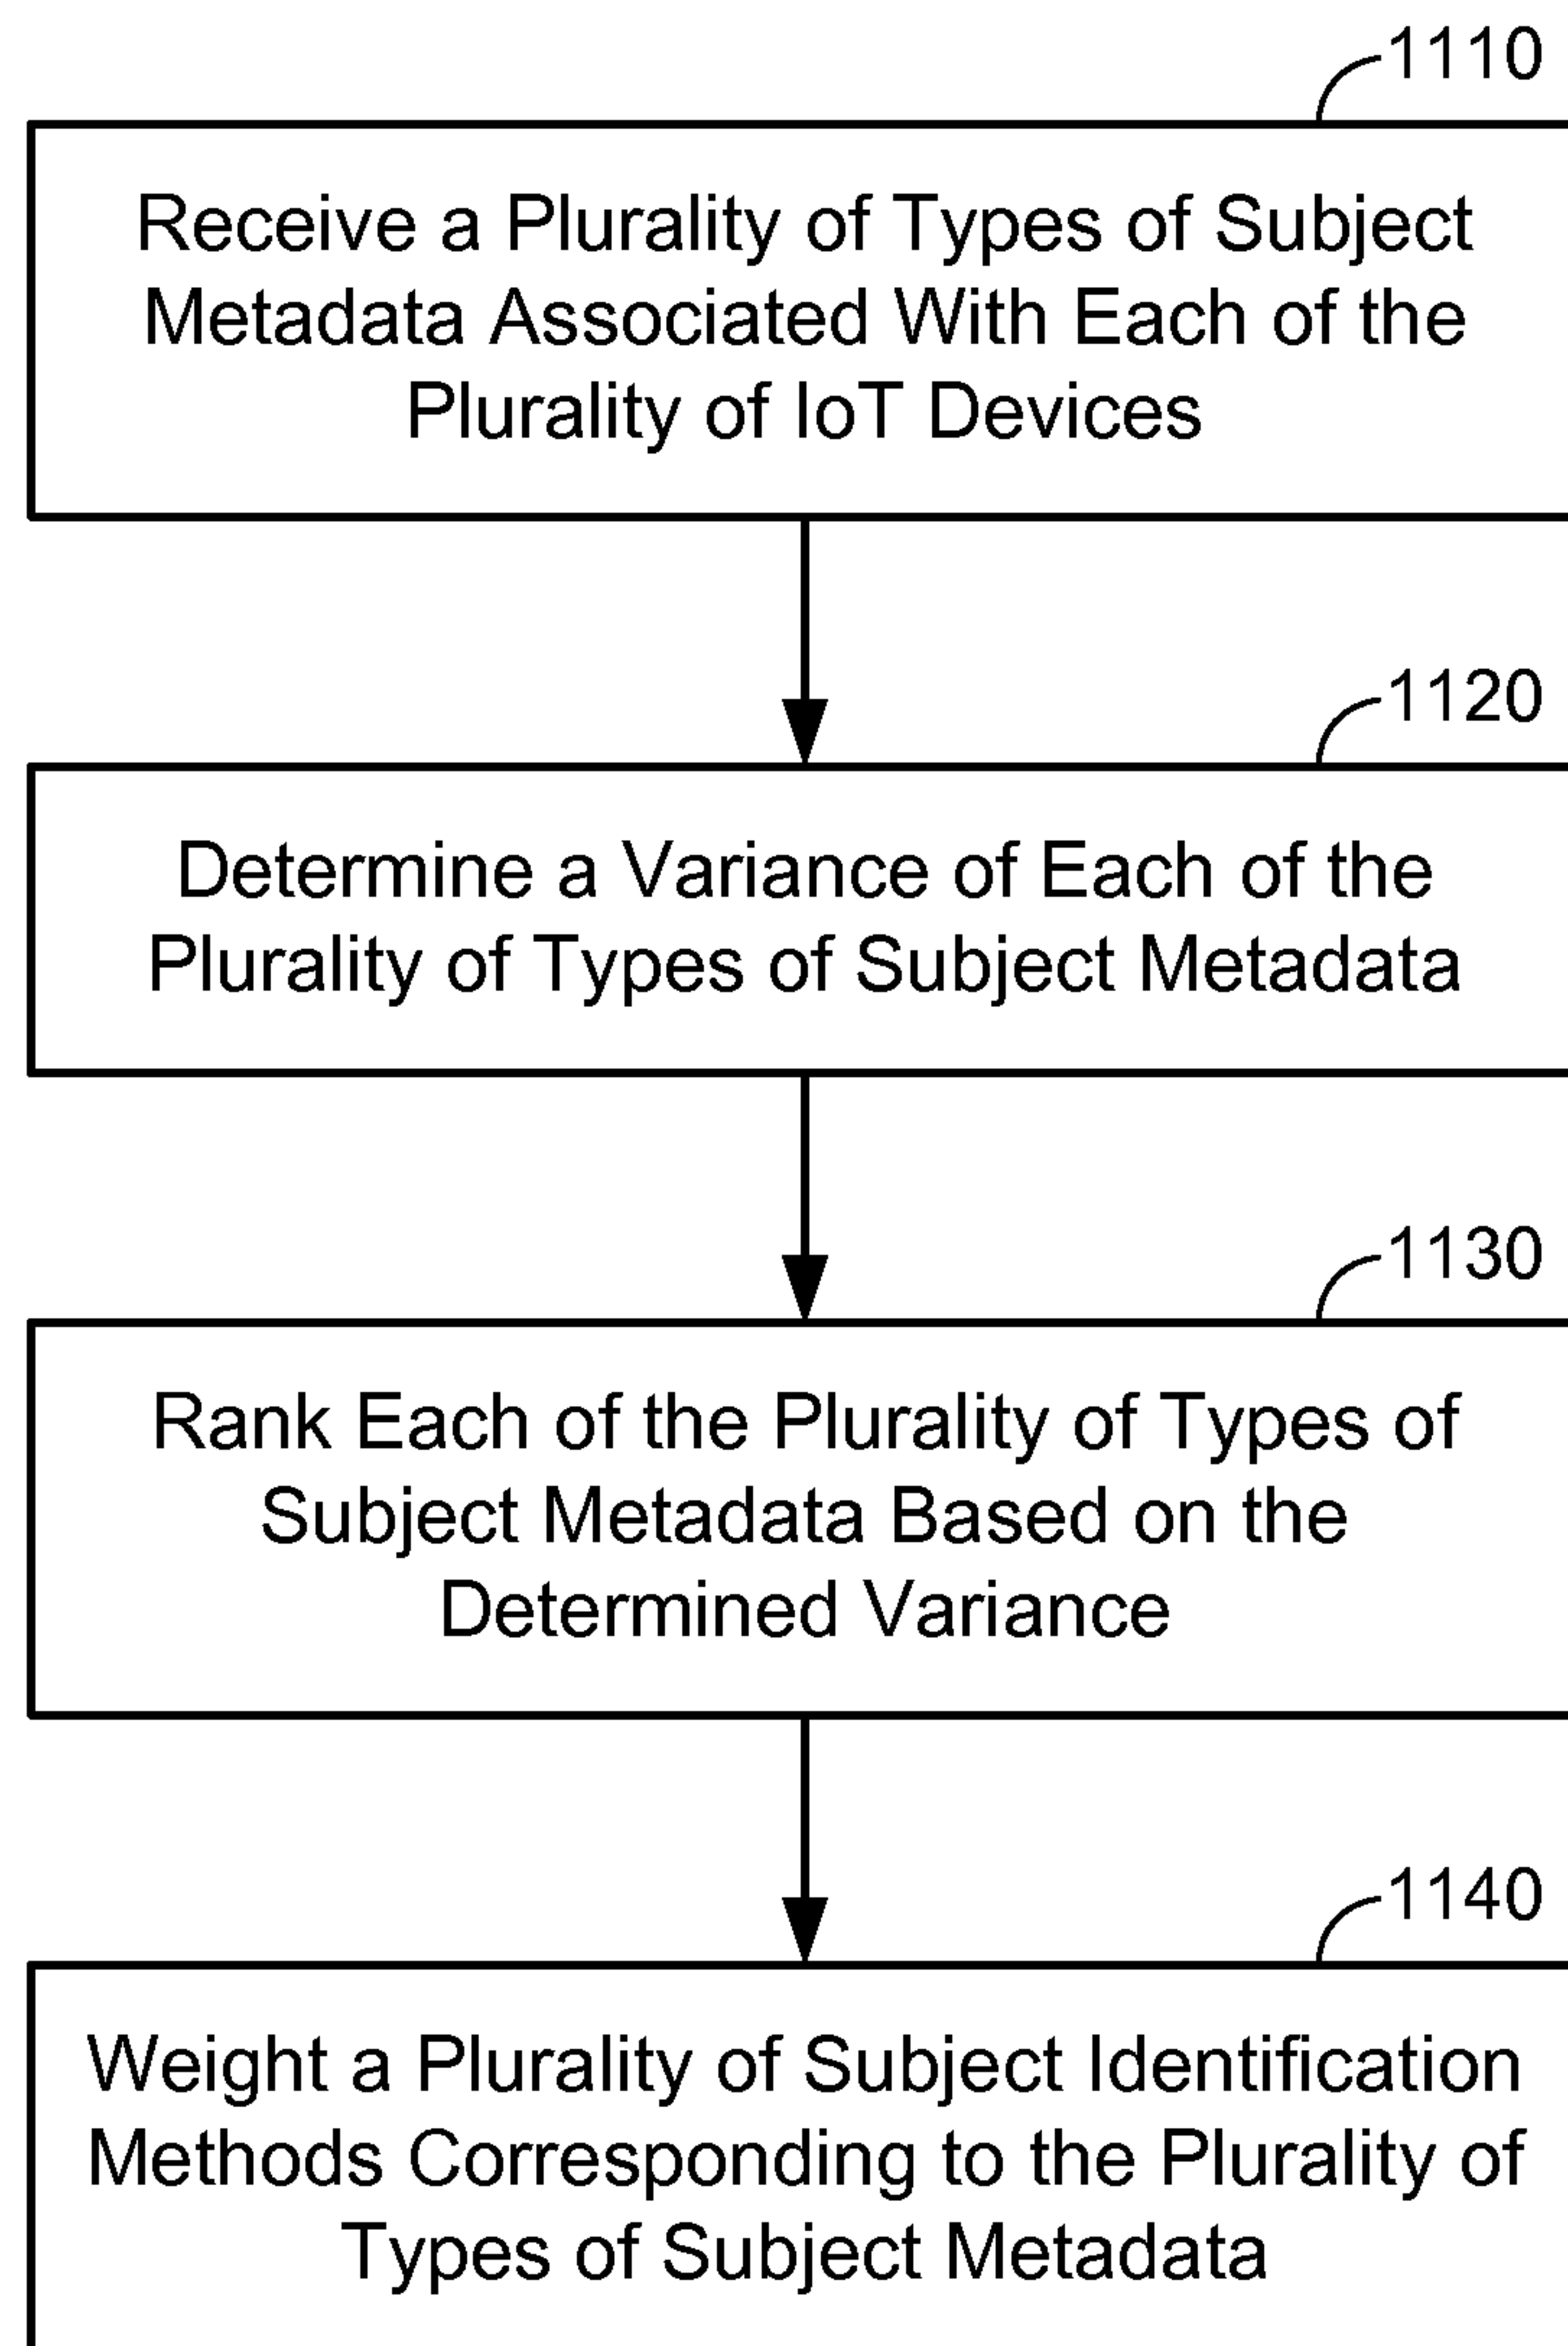 1110
Receive a Plurality of Types of Subject
Metadata Associated With Each of the
Plurality of IoT Devices
1120
Determine a Variance of Each of the
Plurality of Types of Subject Metadata
1130
Rank Each of the Plurality of Types of
Subject Metadata Based on the
Determined Variance
1140
Weight a Plurality of Subject Identification
Methods Corresponding to the Plurality of
Types of Subject Metadata